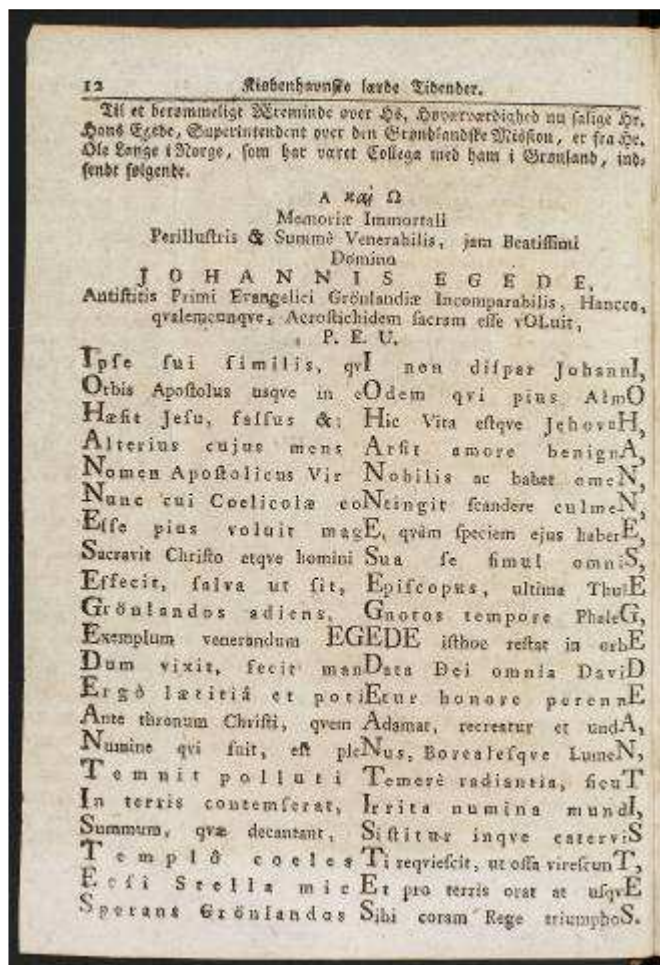 12 Kiøbenhavnske lærde Tidender.
Til et berømmeligt Æreminde over Hs. Høyærværdighed nu salige Hr.
Hans Egede, Superintendent over den Grønlandske Mission, er fra Hr.
Ole Lange i Norge, som har været Collega med ham i Grønland, ind-
sendt følgende.
A καὶ Ω
Memoriæ Immortali
Perillustris & Summè Venerabilis, jam Beatissimi
Domino
JOHANNIS EGEDE,
Antistitis Primi Evangelici Grönlandiæ Incomparabilis, Hancce,
qvalemcunqve, Acrostichidem sacram esse vOLuit,
P. E. U.
Ipse sui similis, qvI non dispar JohannI,
Orbis Apostolus usqve in eOdem qvi pius AlmO
Hæsit Jesu, fassus &: Hic Vita estqve JehovaH,
Alterius cujus mens Arsit amore benignA,
Nomen Apostolicus Vir Nobilis ac habet omeN,
Nunc cui Coelicolæ coNtingit scandere culmeN,
Esse pius voluit magE, qvàm speciem ejus haberE,
Sacravit Christo atqve homini Sua se simul omniS,
Effecit, salva ut sit, Episcopus, ultima ThulE
Grönlandos adiens, Gnotos tempore PhaleG,
Exemplum venerandum EGEDE isthoc restat in orbE
Dum vixit, fecit manData Dei omnia DaviD
Ergò lætitiâ et potiEtur honore perennE
Ante thronum Christi, qvem Adamat, recreatur et undA,
Numine qvi fuit, est pleNus, Borealesqve LumeN,
Temnit polluti Temerè radiantia, sicuT
In terris contemserat, Irrita numina mundI,
Summum, qvæ decantant, Sistitur inqve catervіS
Templô coelesTi reqviescit, ut ossa virescunT,
Ecsi Stella micEt pro terris orat at usqvE
Sperans Grönlandos Sibi coram Rege triumphoS.